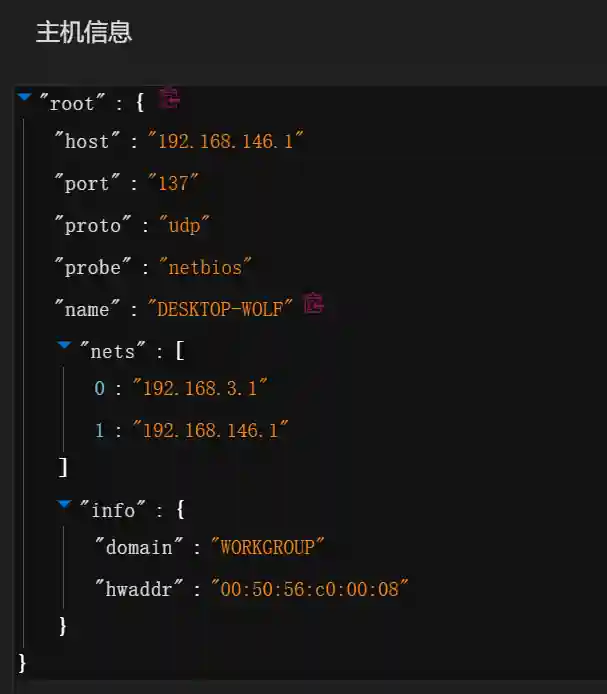 主机信息
"root" : {
"host" : "192.168.146.1"
"port" : "137"
"proto" : "udp"
"probe" : "netbios"
"name" : "DESKTOP-WOLF"
"nets" : [
0 : "192.168.3.1"
1 : "192.168.146.1"
]
"info" : {
"domain" : "WORKGROUP"
"hwaddr" : "00:50:56:c0:00:08"
}
}